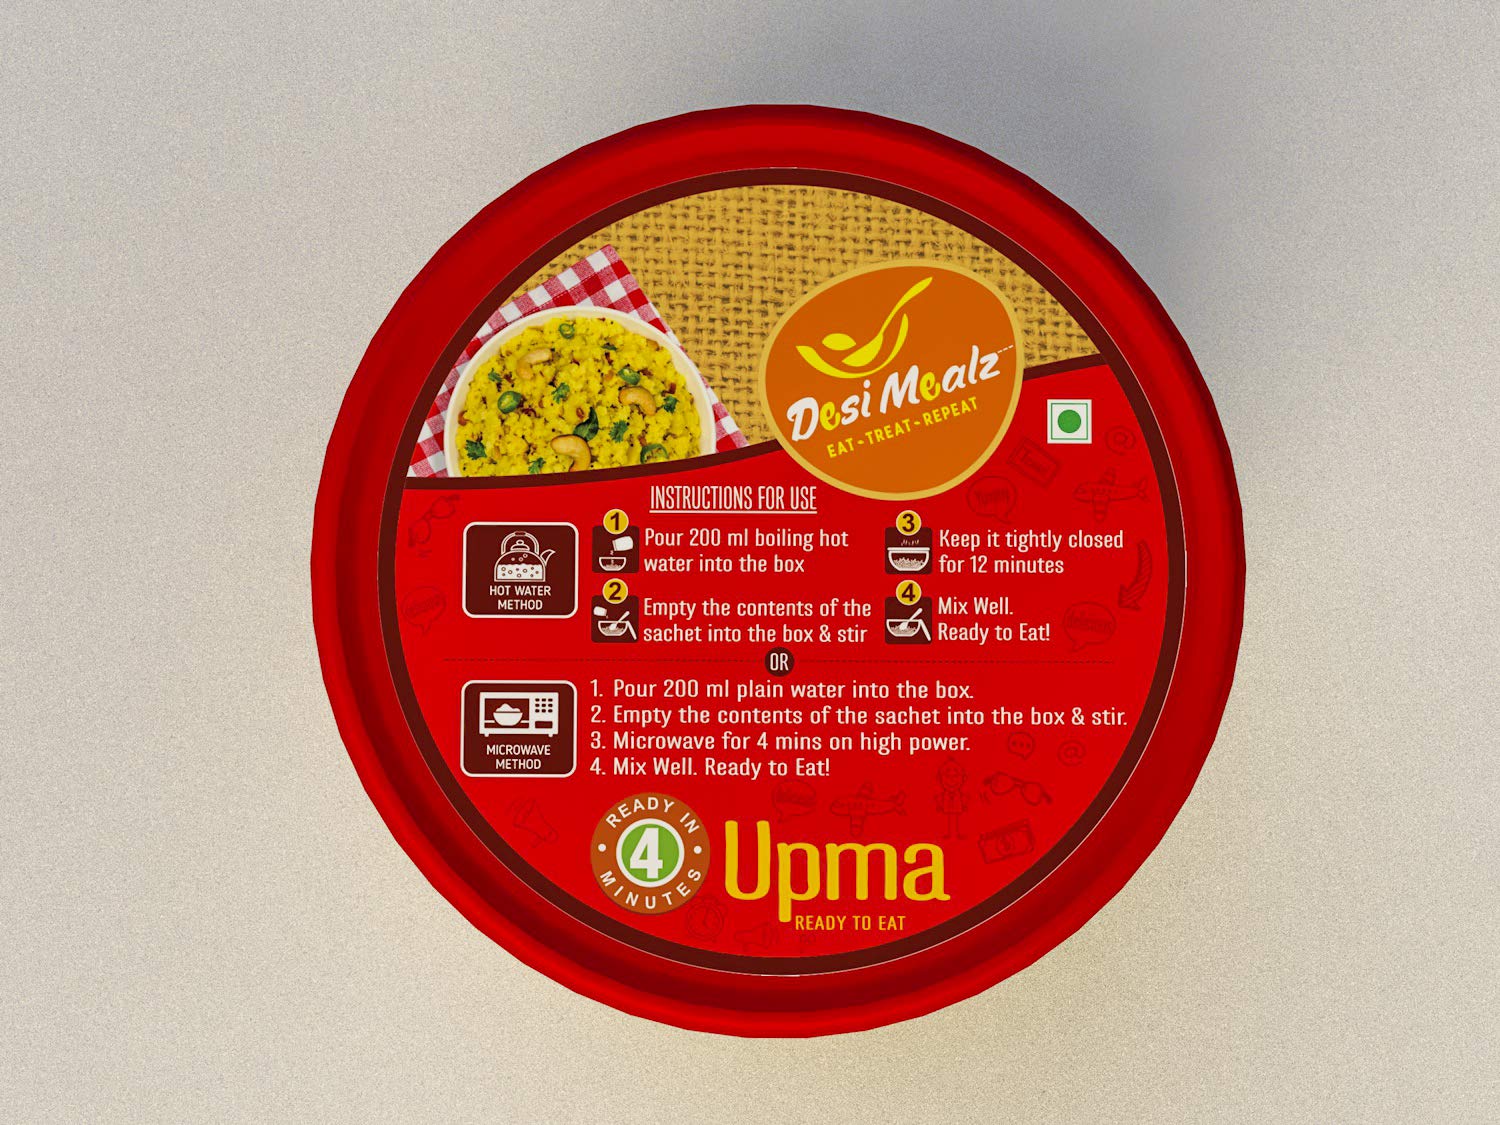 Desi Mealz
EAT-TREAT-REPEAT
INSTRUCTIONS FOR USE
HOT WATER
METHOD
1
Pour 200 ml boiling hot
water into the box
2
Empty the contents of the
sachet into the box & stir
3
Keep it tightly closed
for 12 minutes
4
Mix Well.
Ready to Eat!
OR
MICROWAVE
METHOD
1. Pour 200 ml plain water into the box.
2. Empty the contents of the sachet into the box & stir.
3. Microwave for 4 mins on high power.
4. Mix Well. Ready to Eat!
READY IN
4
MINUTES
Upma
READY TO EAT